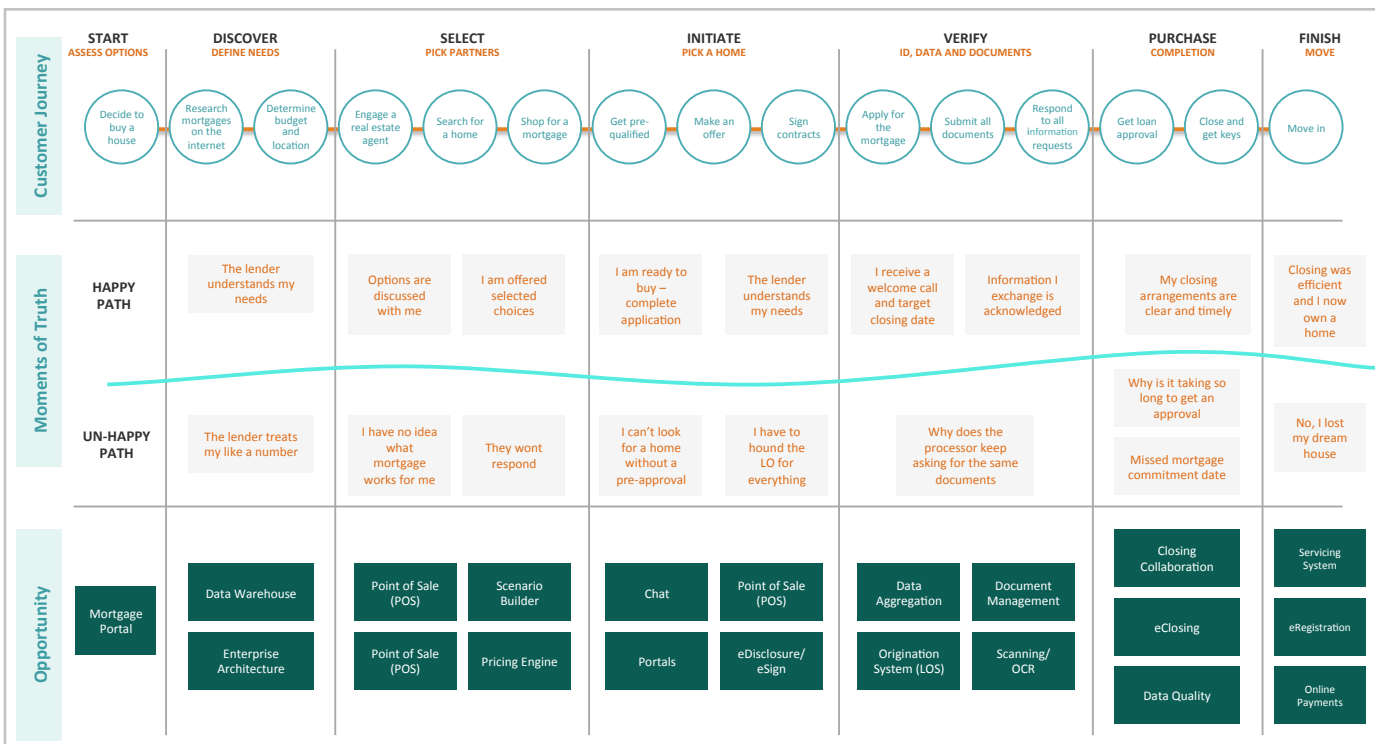 START
ASSESS OPTIONS
DISCOVER
DEFINE NEEDS
SELECT
PICK PARTNERS
INITIATE
PICK A HOME
VERIFY
ID, DATA AND DOCUMENTS
PURCHASE
COMPLETION
FINISH
MOVE
Customer Journey
Decide to
buy a
house
Research
mortgages
on the
internet
Determine
budget
and
location
Engage a
real estate
agent
Search for
a home
Shop for a
mortgage
Get pre-
qualified
Make an
offer
Sign
contracts
Apply for
the
mortgage
Submit all
documents
Respond
to all
information
requests
Get loan
approval
Close and
get keys
Move in
Moments of Truth
HAPPY
PATH
The lender
understands my
needs
Options are
discussed
with me
I am offered
selected
choices
I am ready to
buy –
complete
application
The lender
understands
my needs
I receive a
welcome call
and target
closing date
Information I
exchange is
acknowledged
My closing
arrangements are
clear and timely
Closing was
efficient
and I now
own a
home
UN-HAPPY
PATH
The lender treats
my like a number
I have no idea
what
mortgage
works for me
They wont
respond
I can't look
for a home
without a
pre-approval
I have to
hound the
LO for
everything
Why does the
processor keep
asking for the same
documents
Why is it taking so
long to get an
approval
Missed mortgage
commitment date
No, I lost
my dream
house
Opportunity
Mortgage
Portal
Data Warehouse
Enterprise
Architecture
Point of Sale
(POS)
Scenario
Builder
Point of Sale
(POS)
Pricing Engine
Chat
Point of Sale
(POS)
Portals
eDisclosure/
eSign
Data
Aggregation
Document
Management
Origination
System (LOS)
Scanning/
OCR
Closing
Collaboration
eClosing
Data Quality
Servicing
System
eRegistration
Online
Payments